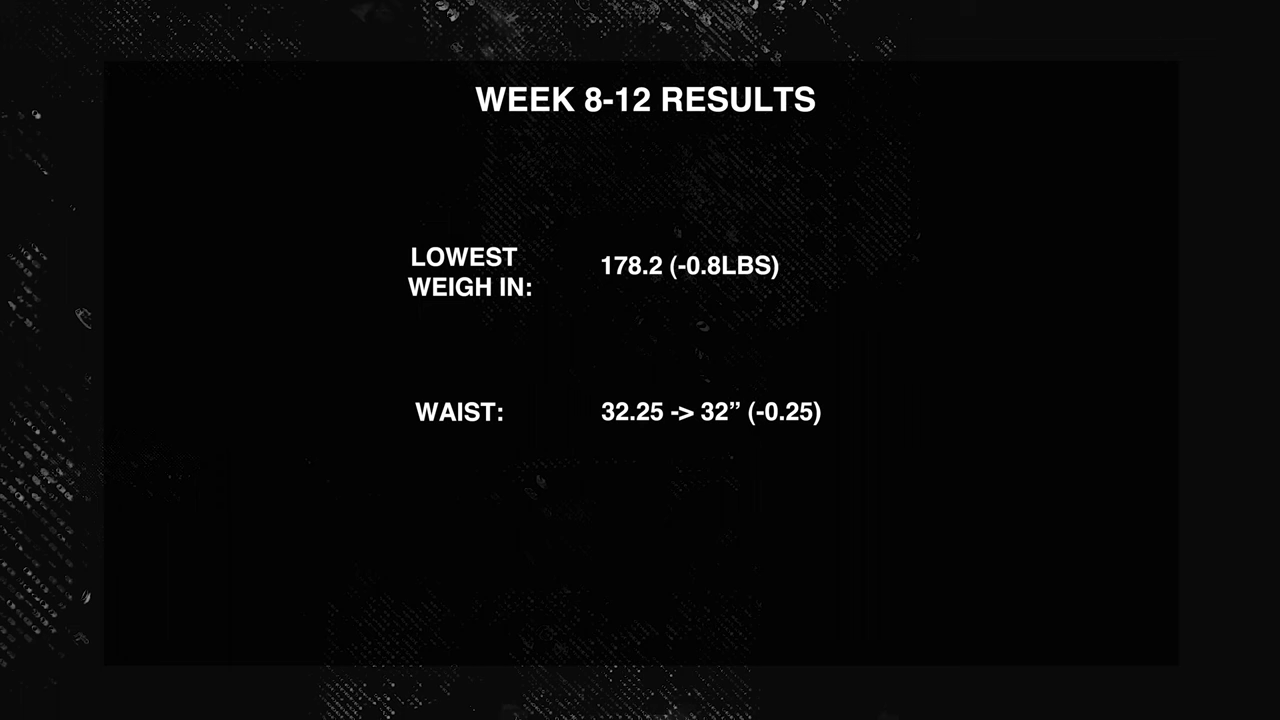 WEEK 8-12 RESULTS
LOWEST
WEIGH IN:
178.2 (-0.8LBS)
WAIST:
32.25 -> 32” (-0.25)